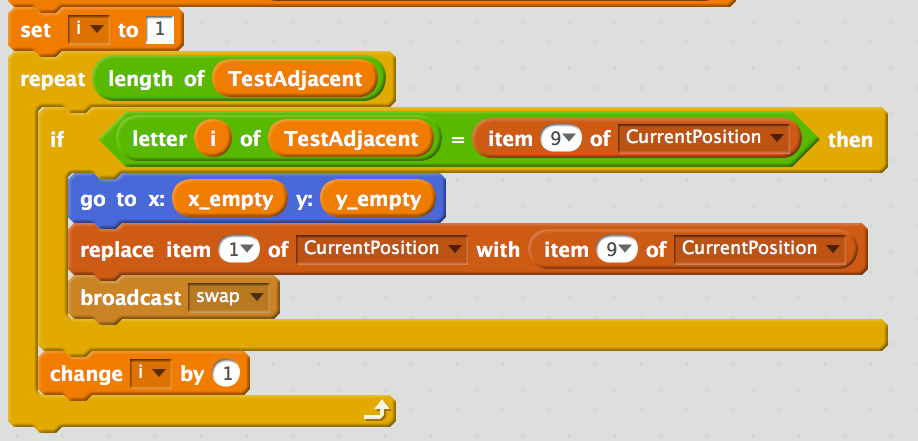 set i to 1
repeat length of TestAdjacent
if letter i of TestAdjacent = item 9 of CurrentPosition then
go to x: x_empty y: y_empty
replace item 1 of CurrentPosition with item 9 of CurrentPosition
broadcast swap
change i by 1